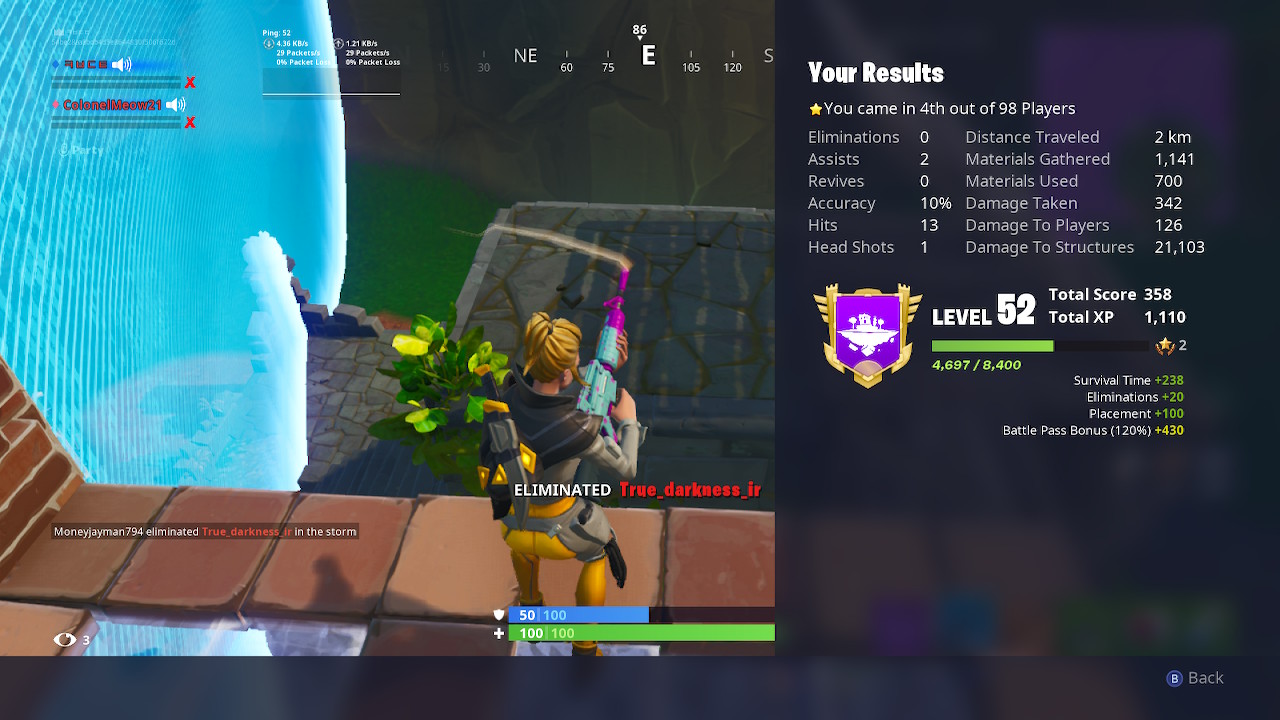 Ping: 52
4.36 KB/s 1.21 KB/s
29 Packets/s 29 Packets/s
0% Packet Loss 0% Packet Loss
ColonelMeow21
Party
86
15 30 NE 60 75 E 105 120 S
ELIMINATED True_darkness_ir
Moneyjayman794 eliminated True_darkness_ir in the storm
50 | 100
100 | 100
3
Your Results
You came in 4th out of 98 Players
Eliminations 0 Distance Traveled 2 km
Assists 2 Materials Gathered 1,141
Revives 0 Materials Used 700
Accuracy 10% Damage Taken 342
Hits 13 Damage To Players 126
Head Shots 1 Damage To Structures 21,103
LEVEL 52
Total Score 358
Total XP 1,110
2
4,697 / 8,400
Survival Time +238
Eliminations +20
Placement +100
Battle Pass Bonus (120%) +430
B Back